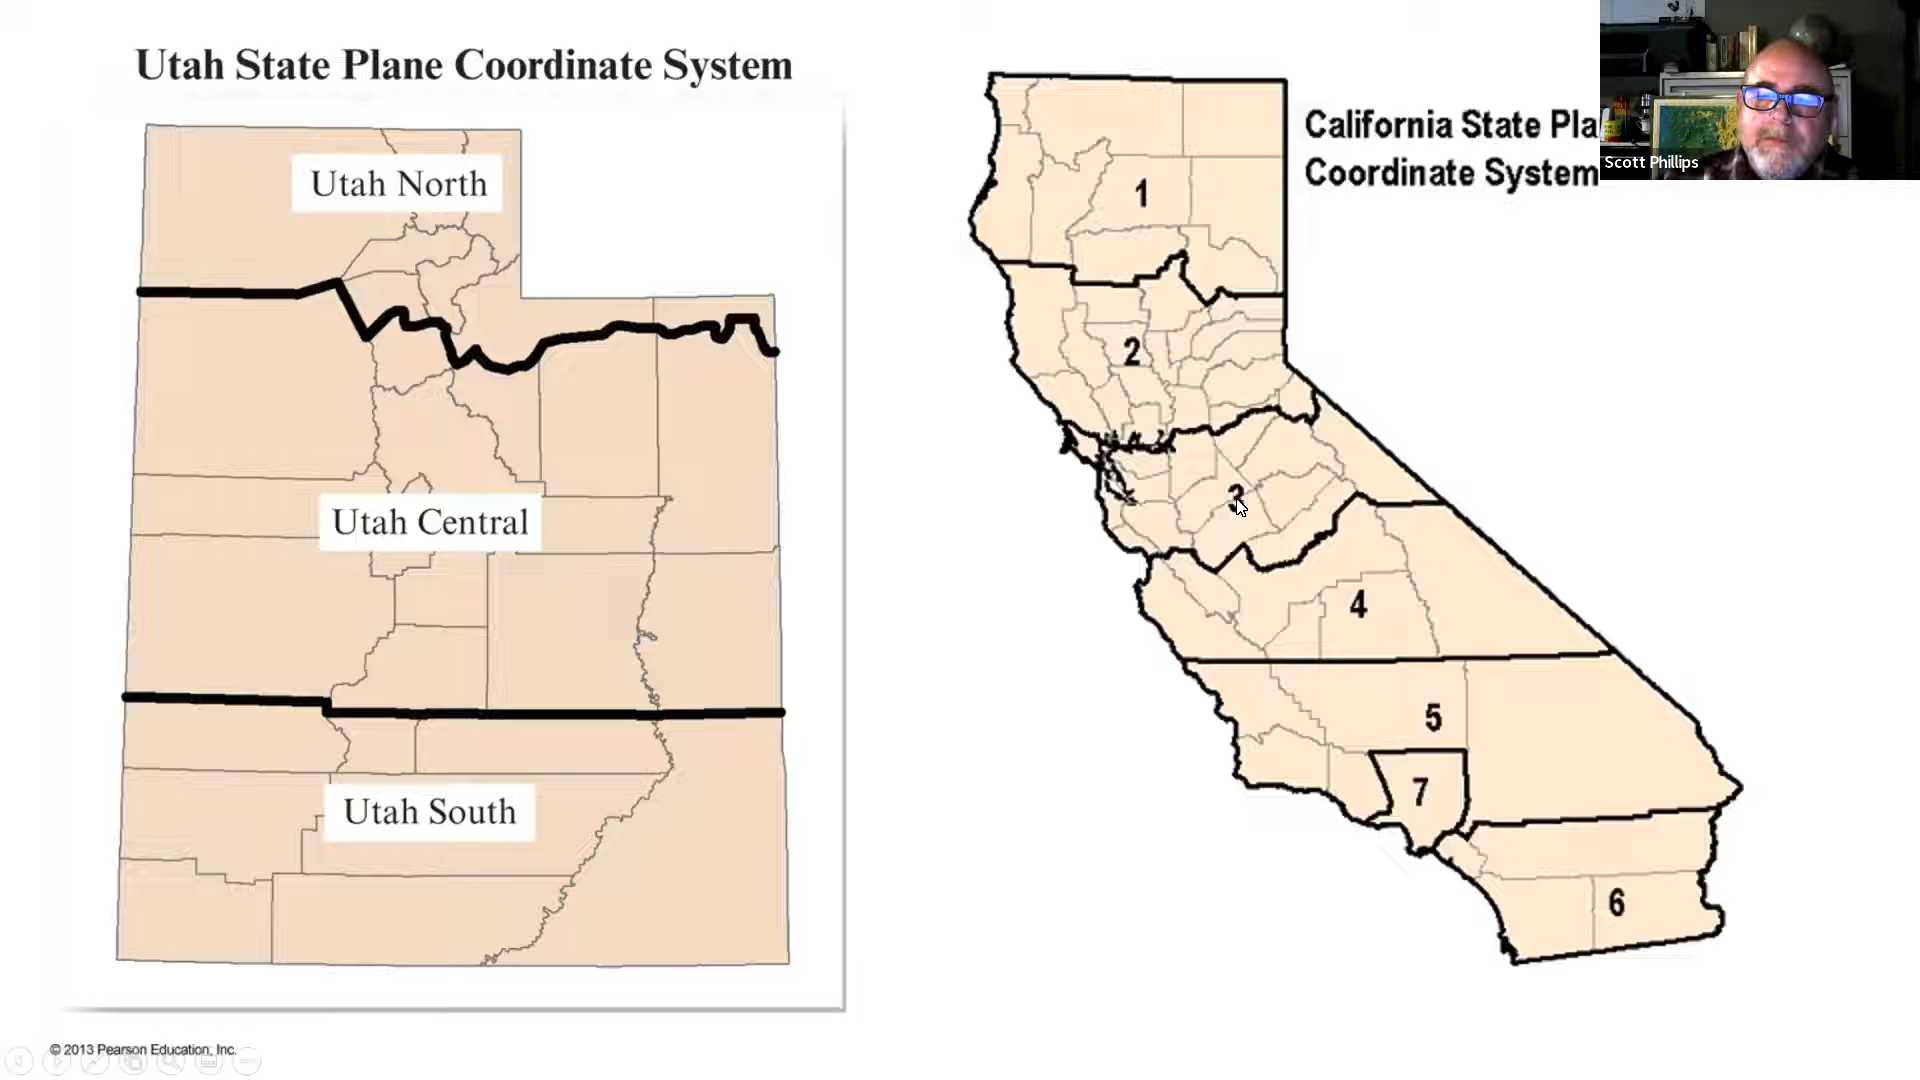 Utah State Plane Coordinate System
Utah North
Utah Central
Utah South
California State Pla
Coordinate System
1
2
3
4
5
7
6
Scott Phillips
© 2013 Pearson Education, Inc.